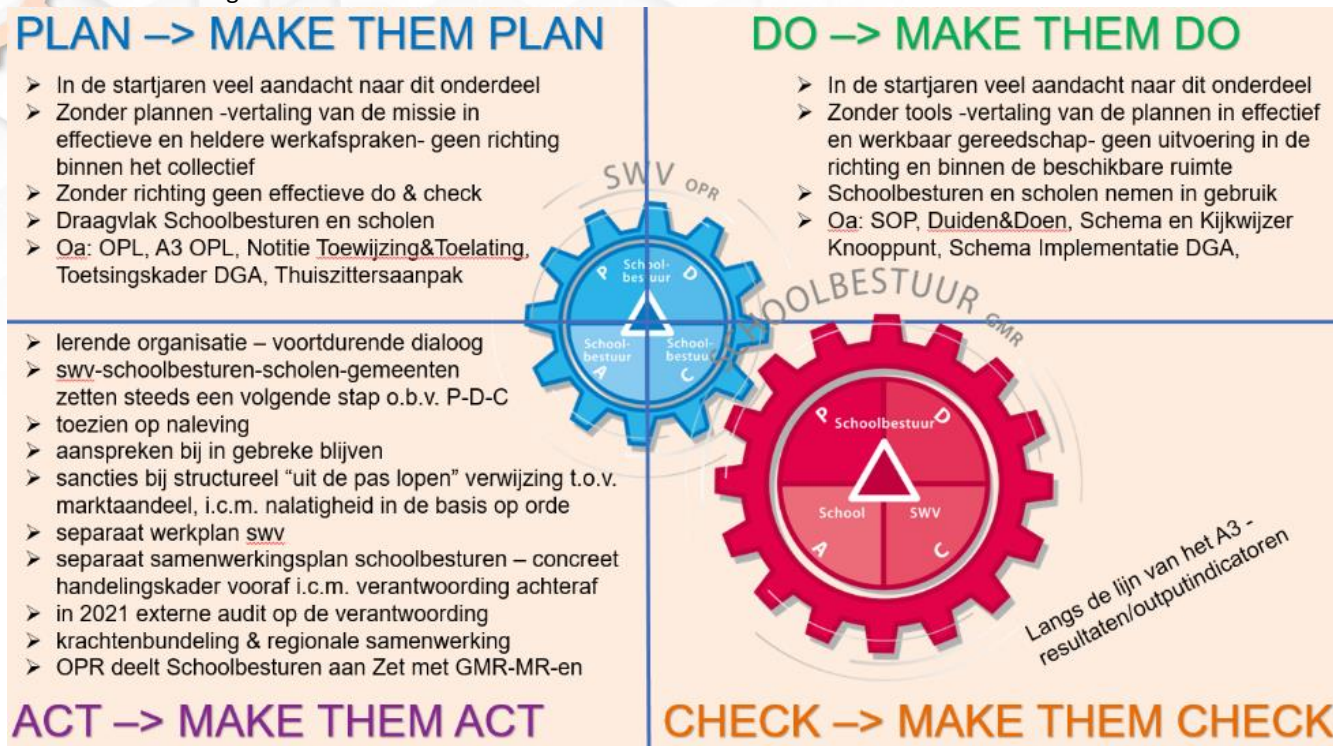 PLAN –> MAKE THEM PLAN
➢ In de startjaren veel aandacht naar dit onderdeel
➢ Zonder plannen -vertaling van de missie in
effectieve en heldere werkafspraken- geen richting
binnen het collectief
➢ Zonder richting geen effectieve do & check
➢ Draagvlak Schoolbesturen en scholen
➢ Oa: OPL, A3 OPL, Notitie Toewijzing&Toelating,
Toetsingskader DGA, Thuiszittersaanpak
DO –> MAKE THEM DO
➢ In de startjaren veel aandacht naar dit onderdeel
➢ Zonder tools -vertaling van de plannen in effectief
en werkbaar gereedschap- geen uitvoering in de
richting en binnen de beschikbare ruimte
➢ Schoolbesturen en scholen nemen in gebruik
➢ Oa: SOP, Duiden&Doen, Schema en Kijkwijzer
Knooppunt, Schema Implementatie DGA,
SWV OPR
P D
School-
bestuur
School-
bestuur
School-
bestuur
A C
SCHOOLBESTUUR GMR
P D
Schoolbestuur
School SWV
A C
➢ lerende organisatie – voortdurende dialoog
➢ swv-schoolbesturen-scholen-gemeenten
zetten steeds een volgende stap o.b.v. P-D-C
➢ toezien op naleving
➢ aanspreken bij in gebreke blijven
➢ sancties bij structureel “uit de pas lopen” verwijzing t.o.v.
marktaandeel, i.c.m. nalatigheid in de basis op orde
➢ separaat werkplan swv
➢ separaat samenwerkingsplan schoolbesturen – concreet
handelingskader vooraf i.c.m. verantwoording achteraf
➢ in 2021 externe audit op de verantwoording
➢ krachtenbundeling & regionale samenwerking
➢ OPR deelt Schoolbesturen aan Zet met GMR-MR-en
ACT –> MAKE THEM ACT
Langs de lijn van het A3 -
resultaten/outputindicatoren
CHECK –> MAKE THEM CHECK